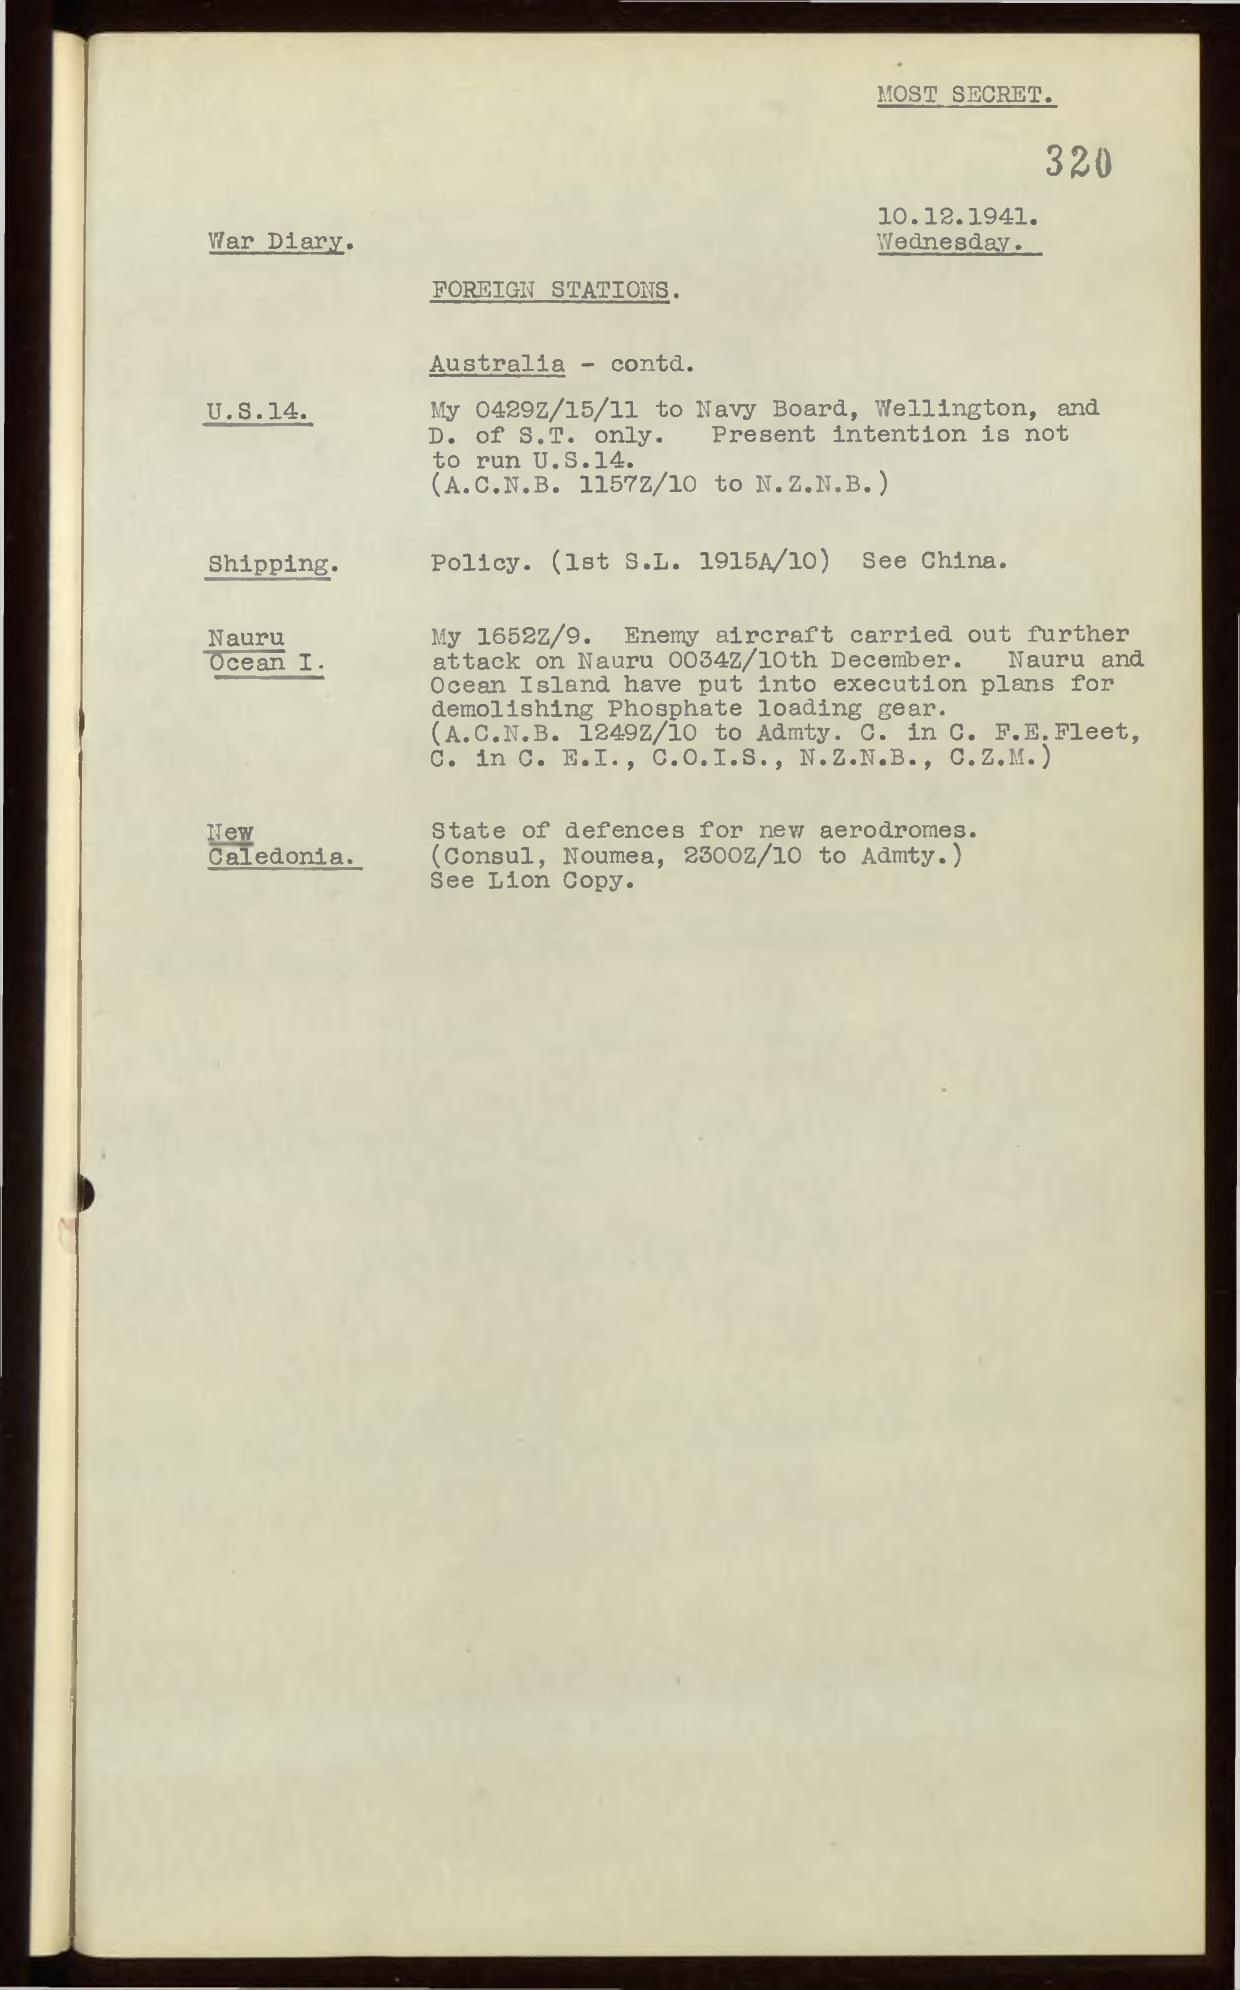 MOST SECRET.
320
10.12.1941.
War Diary. Wednesday.
FOREIGN STATIONS.
Australia - contd.
U.S.14. My 0429Z/15/11 to Navy Board, Wellington, and
D. of S.T. only. Present intention is not
to run U.S.14.
(A.C.N.B. 1157Z/10 to N.Z.N.B.)
Shipping. Policy. (1st S.L. 1915A/10) See China.
Nauru My 1652Z/9. Enemy aircraft carried out further
Ocean I. attack on Nauru 0034Z/10th December. Nauru and
Ocean Island have put into execution plans for
demolishing Phosphate loading gear.
(A.C.N.B. 1249Z/10 to Admty. C. in C. F.E.Fleet,
C. in C. E.I., C.O.I.S., N.Z.N.B., C.Z.M.)
New State of defences for new aerodromes.
Caledonia. (Consul, Noumea, 2300Z/10 to Admty.)
See Lion Copy.